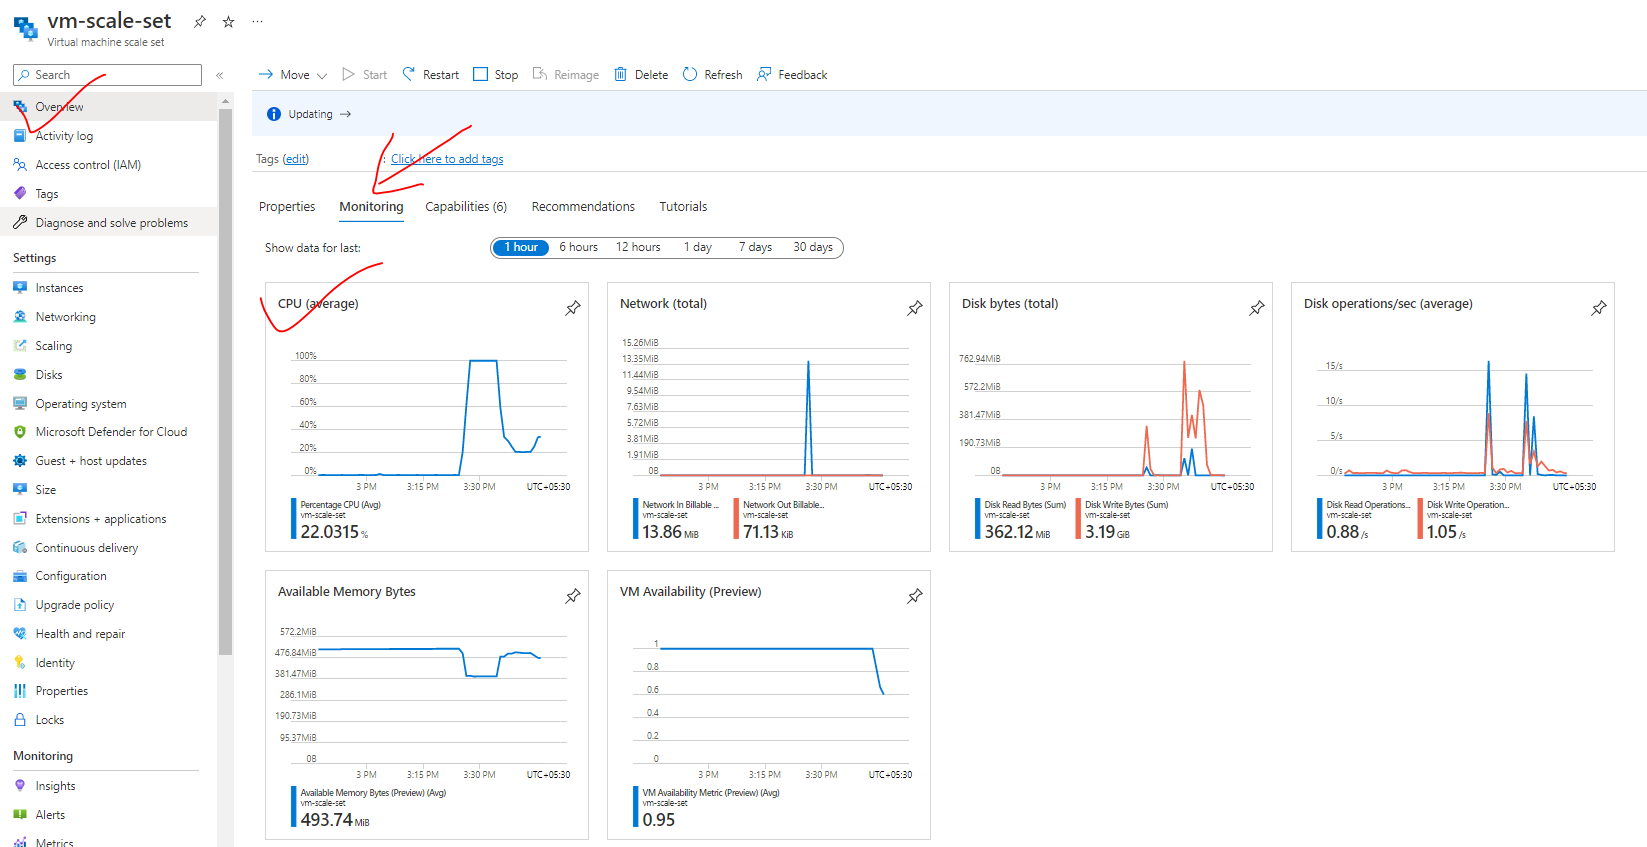 vm-scale-set
Virtual machine scale set
Search
«
Move
Start
Restart
Stop
Reimage
Delete
Refresh
Feedback
Overview
Activity log
Access control (IAM)
Tags
Diagnose and solve problems
Settings
Instances
Networking
Scaling
Disks
Operating system
Microsoft Defender for Cloud
Guest + host updates
Size
Extensions + applications
Continuous delivery
Configuration
Upgrade policy
Health and repair
Identity
Properties
Locks
Monitoring
Insights
Alerts
Metrics
Updating →
Tags (edit) : Click here to add tags
Properties Monitoring Capabilities (6) Recommendations Tutorials
Show data for last: 1 hour 6 hours 12 hours 1 day 7 days 30 days
CPU (average)
100%
80%
60%
40%
20%
0%
3 PM 3:15 PM 3:30 PM UTC+05:30
Percentage CPU (Avg)
vm-scale-set
22.0315 %
Network (total)
15.26MiB
13.35MiB
11.44MiB
9.54MiB
7.63MiB
5.72MiB
3.81MiB
1.91MiB
0B
3 PM 3:15 PM 3:30 PM UTC+05:30
Network In Billable ...
vm-scale-set
13.86 MiB
Network Out Billable...
vm-scale-set
71.13 KiB
Disk bytes (total)
762.94MiB
572.2MiB
381.47MiB
190.73MiB
0B
3 PM 3:15 PM 3:30 PM UTC+05:30
Disk Read Bytes (Sum)
vm-scale-set
362.12 MiB
Disk Write Bytes (Sum)
vm-scale-set
3.19 GiB
Disk operations/sec (average)
15/s
10/s
5/s
0/s
3 PM 3:15 PM 3:30 PM UTC+05:30
Disk Read Operations...
vm-scale-set
0.88 /s
Disk Write Operation...
vm-scale-set
1.05 /s
Available Memory Bytes
572.2MiB
476.84MiB
381.47MiB
286.1MiB
190.73MiB
95.37MiB
0B
3 PM 3:15 PM 3:30 PM UTC+05:30
Available Memory Bytes (Preview) (Avg)
vm-scale-set
493.74 MiB
VM Availability (Preview)
1
0.8
0.6
0.4
0.2
0
3 PM 3:15 PM 3:30 PM UTC+05:30
VM Availability Metric (Preview) (Avg)
vm-scale-set
0.95